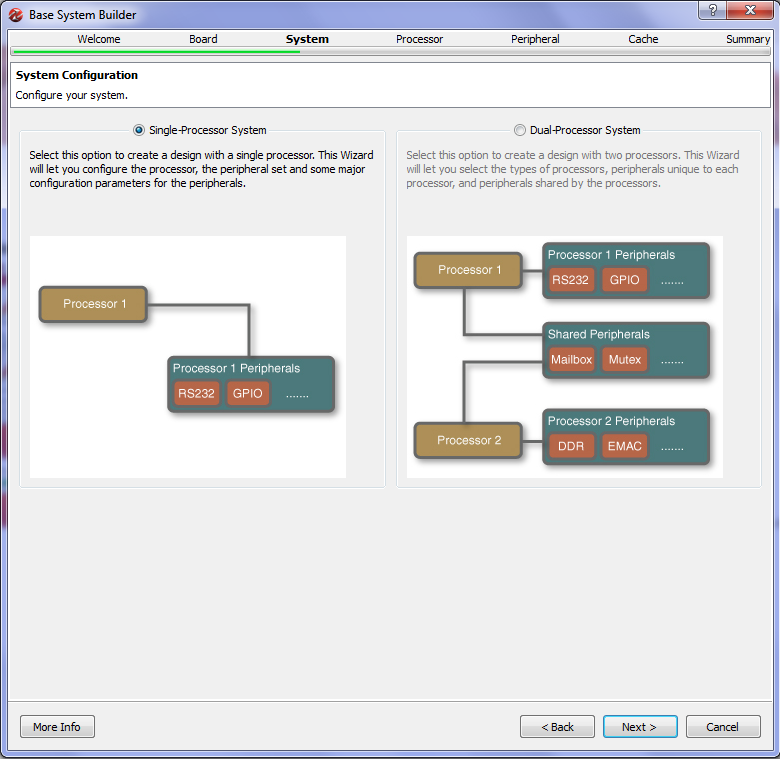 Base System Builder
?
Welcome Board System Processor Peripheral Cache Summary
System Configuration
Configure your system.
Single-Processor System
Select this option to create a design with a single processor. This Wizard
will let you configure the processor, the peripheral set and some major
configuration parameters for the peripherals.
Processor 1
Processor 1 Peripherals
RS232 GPIO .......
Dual-Processor System
Select this option to create a design with two processors. This Wizard
will let you select the types of processors, peripherals unique to each
processor, and peripherals shared by the processors.
Processor 1
Processor 1 Peripherals
RS232 GPIO .......
Shared Peripherals
Mailbox Mutex .......
Processor 2
Processor 2 Peripherals
DDR EMAC .......
More Info < Back Next > Cancel